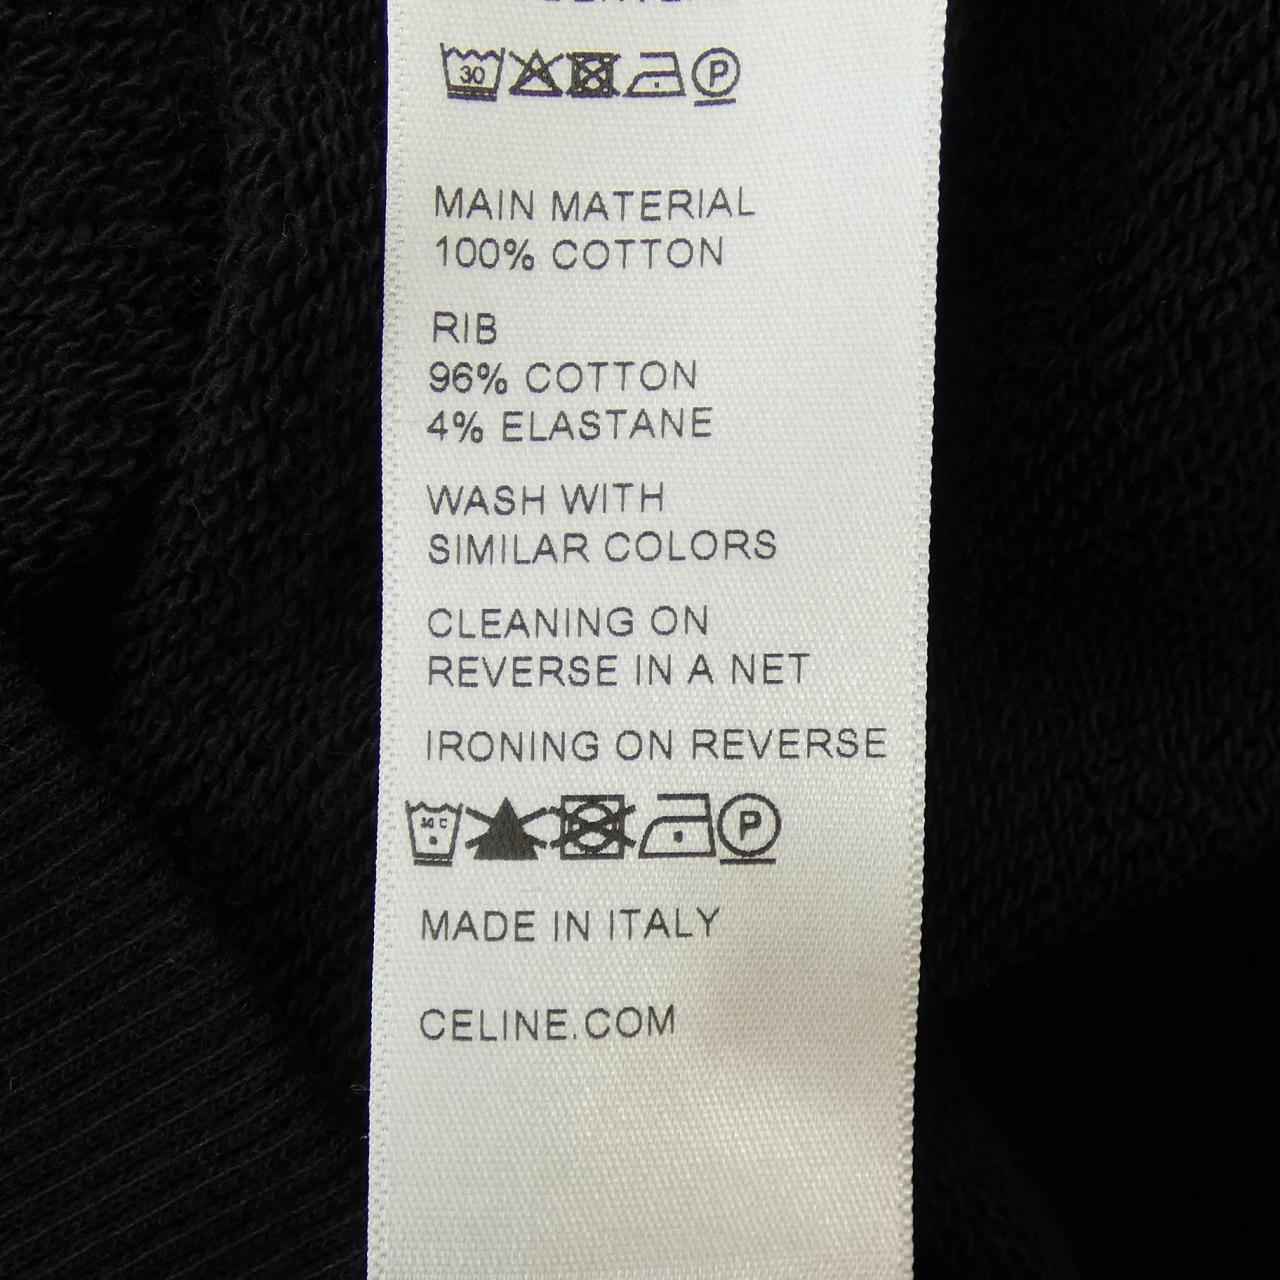 30
P
MAIN MATERIAL
100% COTTON
RIB
96% COTTON
4% ELASTANE
WASH WITH
SIMILAR COLORS
CLEANING ON
REVERSE IN A NET
IRONING ON REVERSE
P
MADE IN ITALY
CELINE.COM